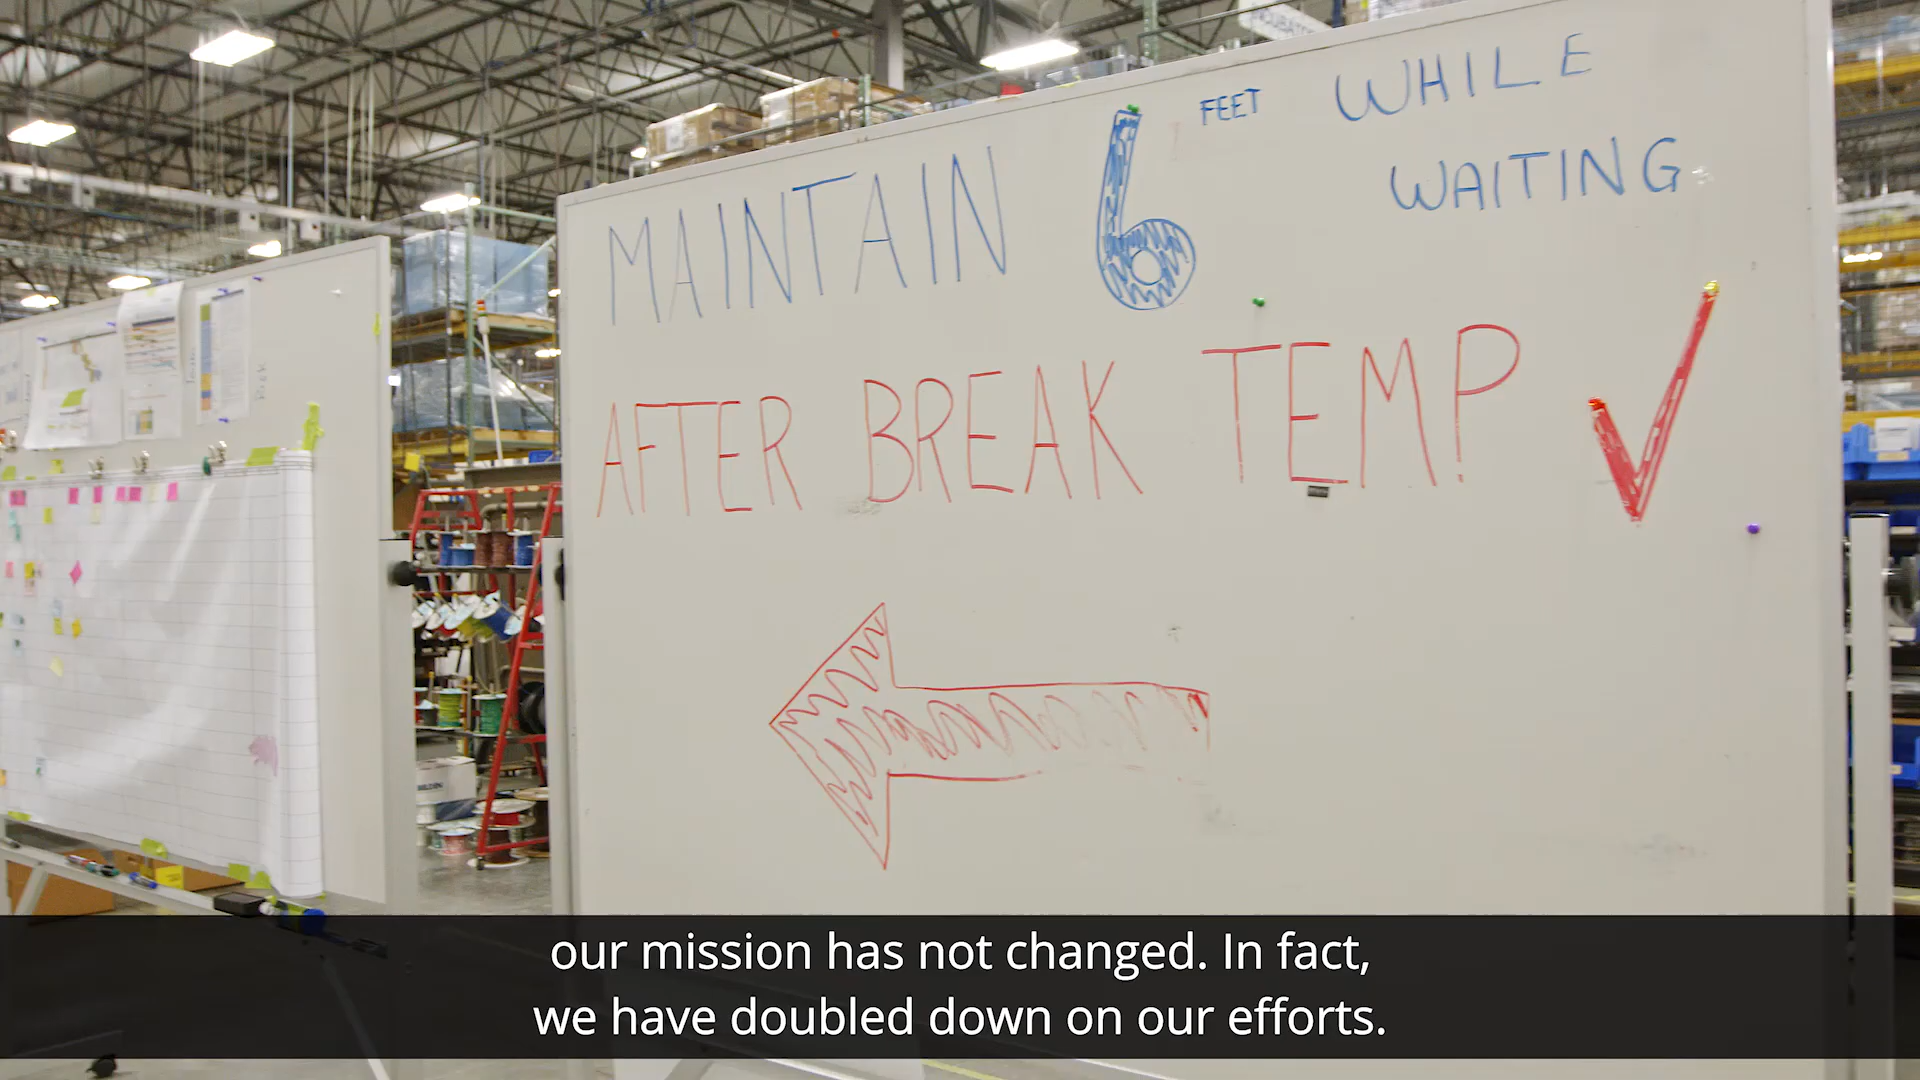 MAINTAIN 6 FEET WHILE
WAITING
AFTER BREAK TEMP ✓
our mission has not changed. In fact,
we have doubled down on our efforts.